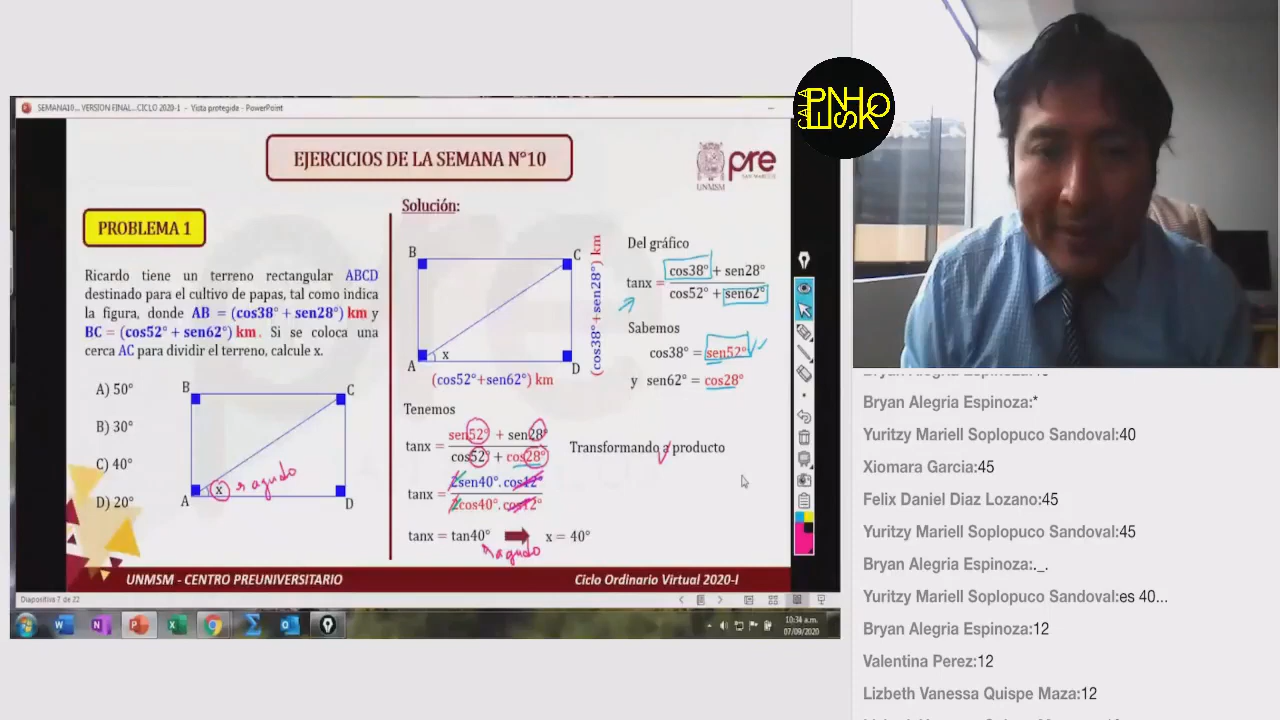 SEMANA10... VERSION FINAL...CICLO 2020-1 - Vista protegida - PowerPoint
EJERCICIOS DE LA SEMANA N°10
UNMSM
pre
SAN MARCOS
PROBLEMA 1
Ricardo tiene un terreno rectangular ABCD
destinado para el cultivo de papas, tal como indica
la figura, donde AB = (cos38° + sen28°) km y
BC = (cos52° + sen62°) km. Si se coloca una
cerca AC para dividir el terreno, calcule x.
A) 50°
B) 30°
C) 40°
D) 20°
B
C
A
x
D
agudo
Solución:
B
C
A
x
D
(cos38°+sen28°) km
(cos52°+sen62°) km
Del gráfico
tanx = cos38° + sen28°
cos52° + sen62°
Sabemos
cos38° = sen52°
y sen62° = cos28°
Tenemos
tanx = sen52° + sen28°
cos52° + cos28°
Transformando a producto
tanx = 2sen40°. cos12°
2cos40°. cos12°
tanx = tan40°
x = 40°
agudo
UNMSM - CENTRO PREUNIVERSITARIO
Ciclo Ordinario Virtual 2020-I
Diapositiva 7 de 22
10:34 a.m.
07/09/2020
Bryan Alegria Espinoza:*
Yuritzy Mariell Soplopuco Sandoval:40
Xiomara Garcia:45
Felix Daniel Diaz Lozano:45
Yuritzy Mariell Soplopuco Sandoval:45
Bryan Alegria Espinoza:._.
Yuritzy Mariell Soplopuco Sandoval:es 40...
Bryan Alegria Espinoza:12
Valentina Perez:12
Lizbeth Vanessa Quispe Maza:12